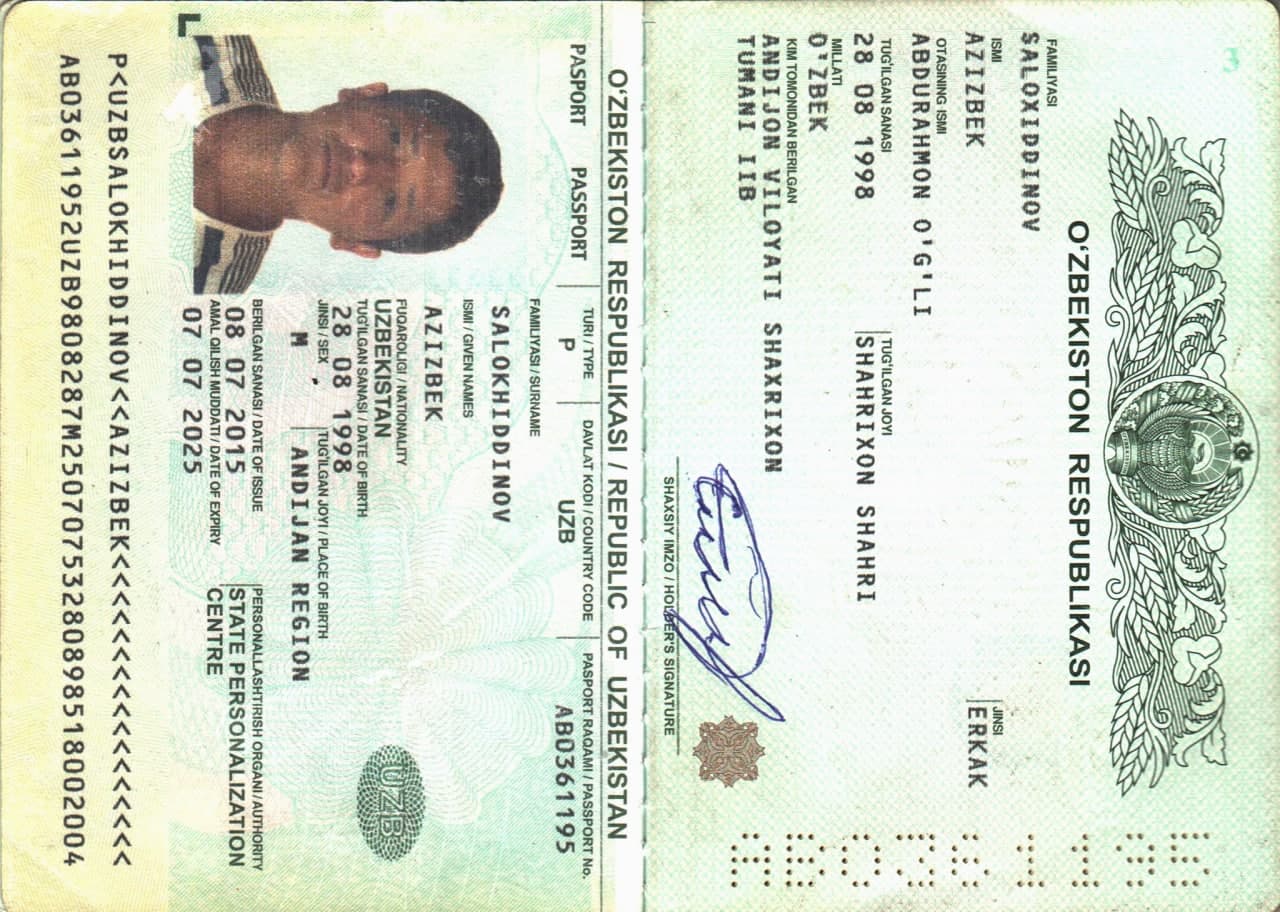 O‘ZBEKISTON RESPUBLIKASI
FAMILIYASI
SALOXIDDINOV
ISMI
AZIZBEK
JINSI
ERKAK
OTASINING ISMI
ABDURAHMON O'G'LI
TUG‘ILGAN SANASI
28 08 1998
TUG‘ILGAN JOYI
SHAHRIXON SHAHRI
MILLATI
O'ZBEK
KIM TOMONIDAN BERILGAN
ANDIJON VILOYATI SHAXRIXON
TUMANI IIB
SHAXSIY IMZO / HOLDER'S SIGNATURE
AB0361195
O‘ZBEKISTON RESPUBLIKASI / REPUBLIC OF UZBEKISTAN
PASPORT PASSPORT
TURI / TYPE
P
DAVLAT KODI / COUNTRY CODE
UZB
PASPORT RAQAMI / PASSPORT No.
AB0361195
FAMILIYASI / SURNAME
SALOKHIDDINOV
ISMI / GIVEN NAMES
AZIZBEK
FUQAROLIGI / NATIONALITY
UZBEKISTAN
UZB
TUG‘ILGAN SANASI / DATE OF BIRTH
28 08 1998
JINSI / SEX
M
TUG‘ILGAN JOYI / PLACE OF BIRTH
ANDIJAN REGION
BERILGAN SANASI / DATE OF ISSUE
08 07 2015
PERSONALLASHTIRISH ORGANI / AUTHORITY
STATE PERSONALIZATION
CENTRE
AMAL QILISH MUDDATI / DATE OF EXPIRY
07 07 2025
L
P<UZBSALOKHIDDINOV<<AZIZBEK<<<<<<<<<<<<<<<<<
AB03611952UZB9808287M25070753280898518002004